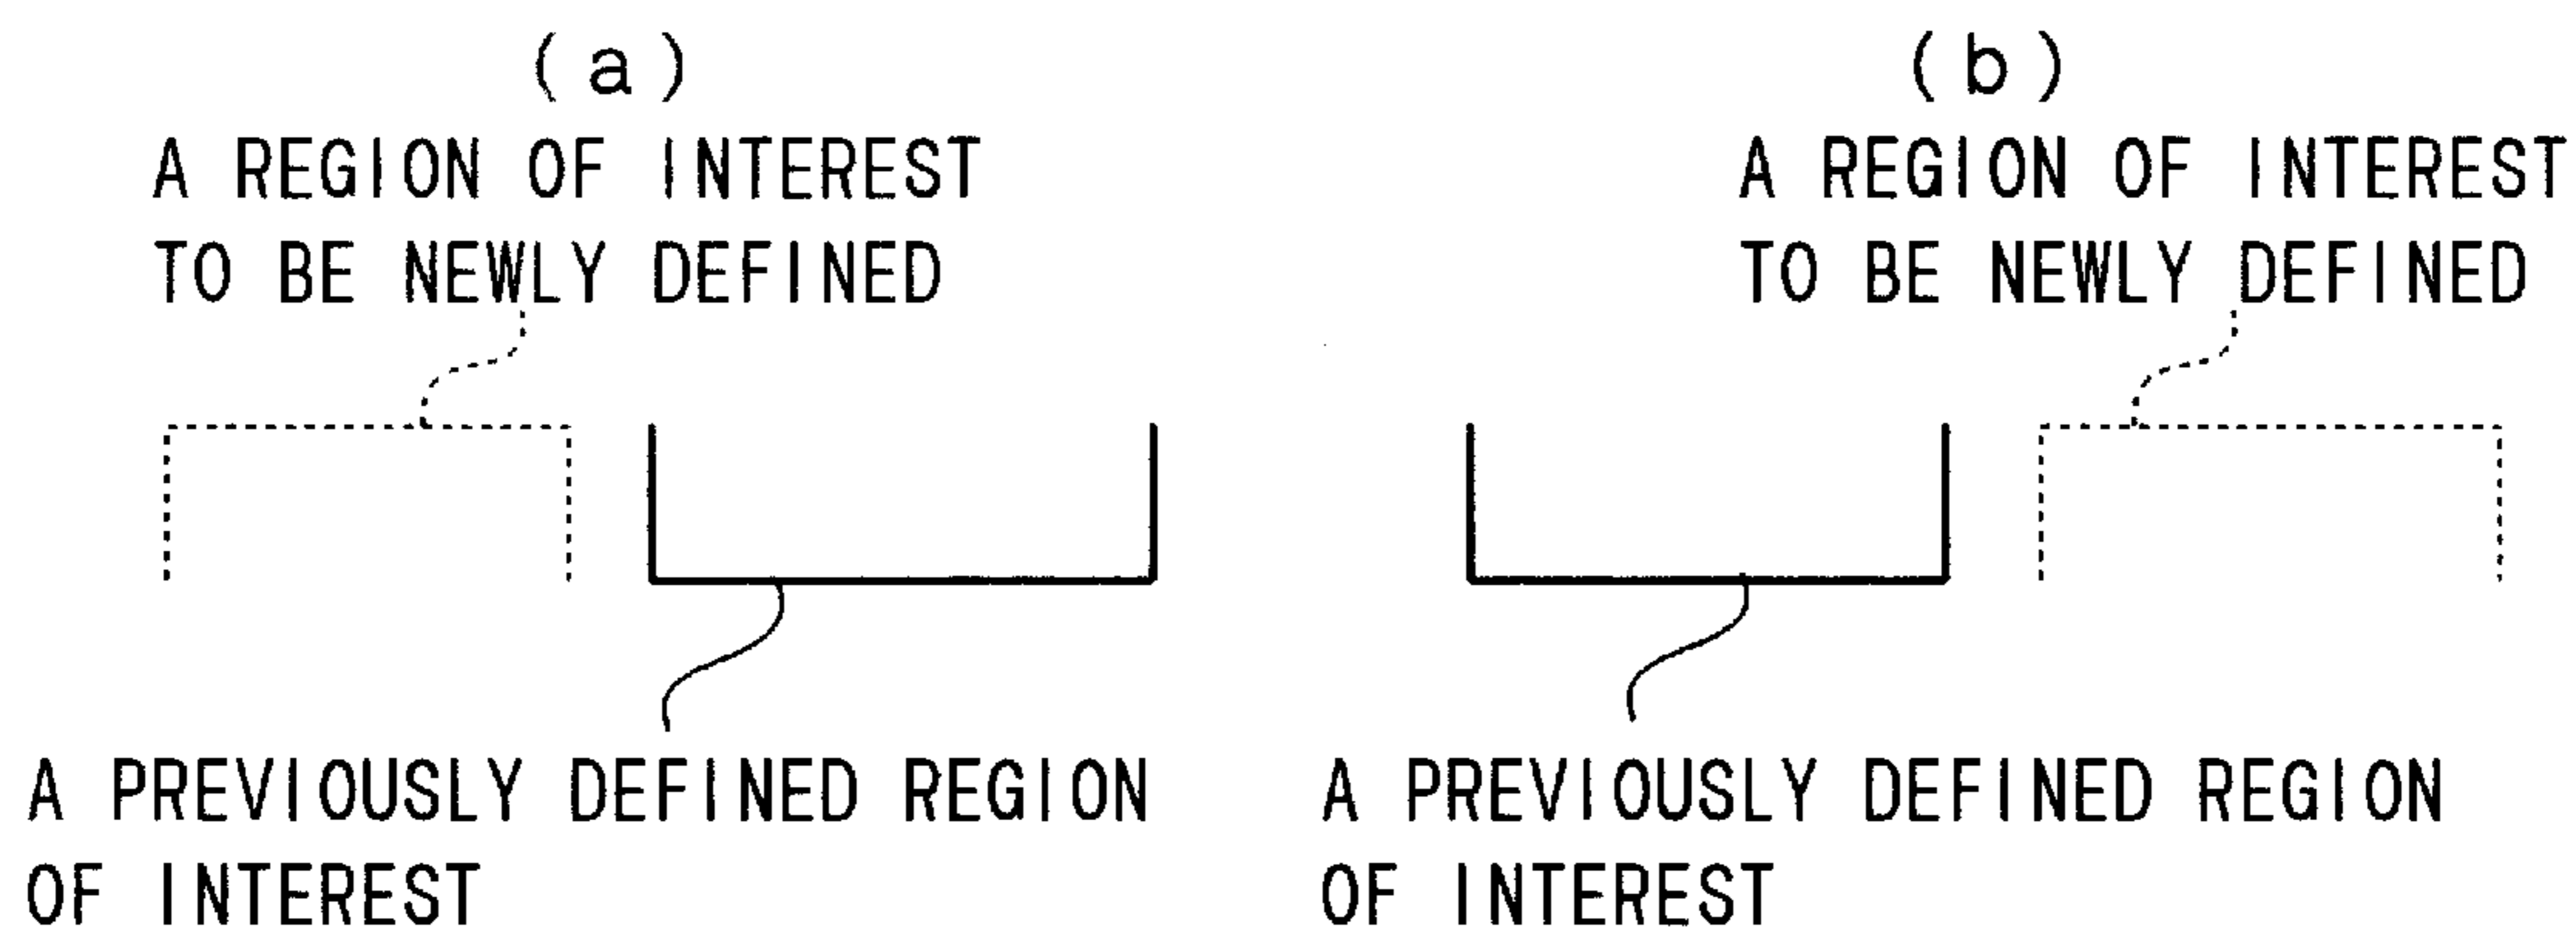 (a)
A REGION OF INTEREST
TO BE NEWLY DEFINED
A PREVIOUSLY DEFINED REGION
OF INTEREST
(b)
A REGION OF INTEREST
TO BE NEWLY DEFINED
A PREVIOUSLY DEFINED REGION
OF INTEREST